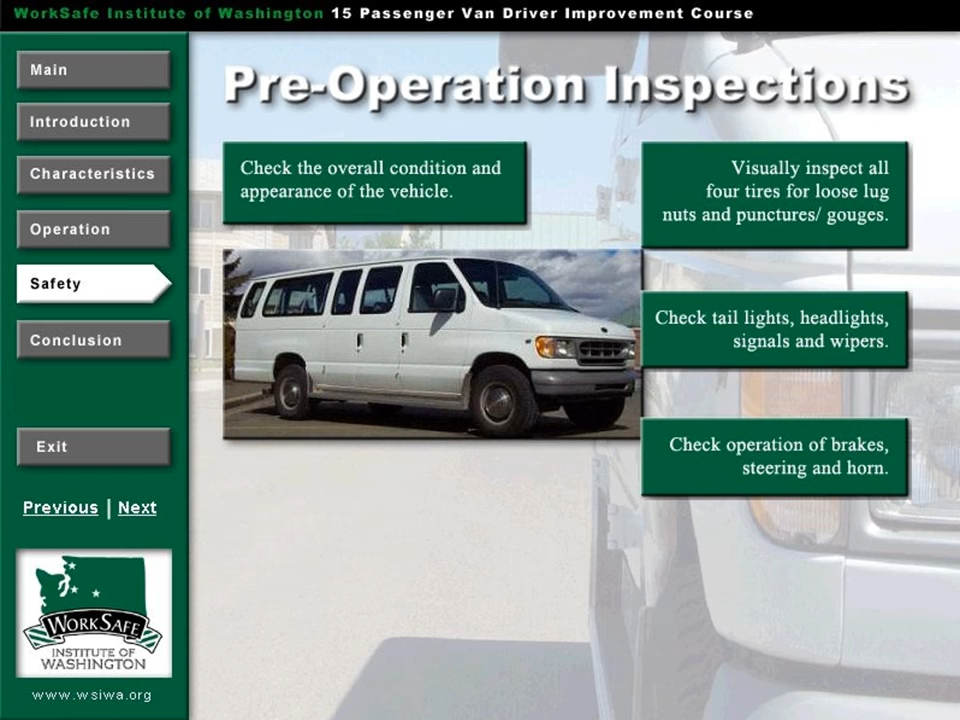 WorkSafe Institute of Washington 15 Passenger Van Driver Improvement Course
Main
Introduction
Characteristics
Operation
Safety
Conclusion
Exit
Previous | Next
WORKSAFE
INSTITUTE OF
WASHINGTON
www.wsiwa.org
Pre-Operation Inspections
Check the overall condition and
appearance of the vehicle.
Visually inspect all
four tires for loose lug
nuts and punctures/ gouges.
Check tail lights, headlights,
signals and wipers.
Check operation of brakes,
steering and horn.